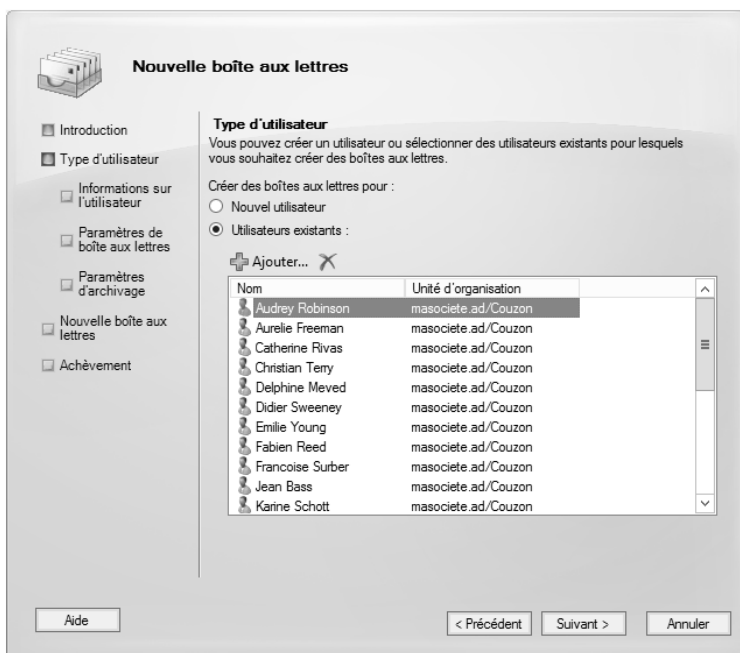 Nouvelle boîte aux lettres
Introduction
Type d'utilisateur
Informations sur
l'utilisateur
Paramètres de
boîte aux lettres
Paramètres
d'archivage
Nouvelle boîte aux
lettres
Achèvement
Type d'utilisateur
Vous pouvez créer un utilisateur ou sélectionner des utilisateurs existants pour lesquels
vous souhaitez créer des boîtes aux lettres.
Créer des boîtes aux lettres pour :
Nouvel utilisateur
Utilisateurs existants :
Ajouter...
Nom Unité d'organisation
Audrey Robinson masociete.ad/Couzon
Aurelie Freeman masociete.ad/Couzon
Catherine Rivas masociete.ad/Couzon
Christian Terry masociete.ad/Couzon
Delphine Meved masociete.ad/Couzon
Didier Sweeney masociete.ad/Couzon
Emilie Young masociete.ad/Couzon
Fabien Reed masociete.ad/Couzon
Francoise Surber masociete.ad/Couzon
Jean Bass masociete.ad/Couzon
Karine Schott masociete.ad/Couzon
Aide < Précédent Suivant > Annuler